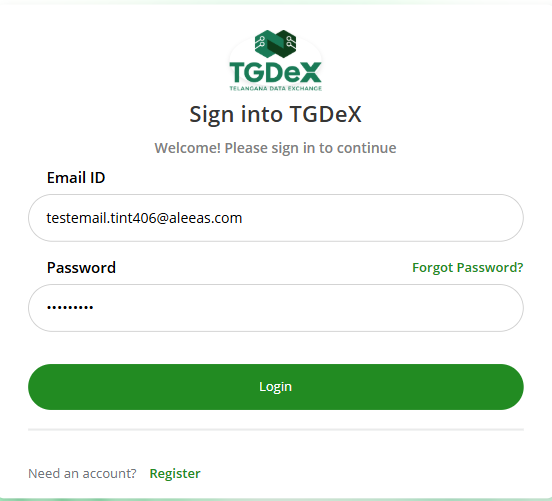 TGDeX
TELANGANA DATA EXCHANGE
Sign into TGDeX
Welcome! Please sign in to continue
Email ID
testemail.tint406@aleeas.com
Password Forgot Password?
•••••••••
Login
Need an account? Register